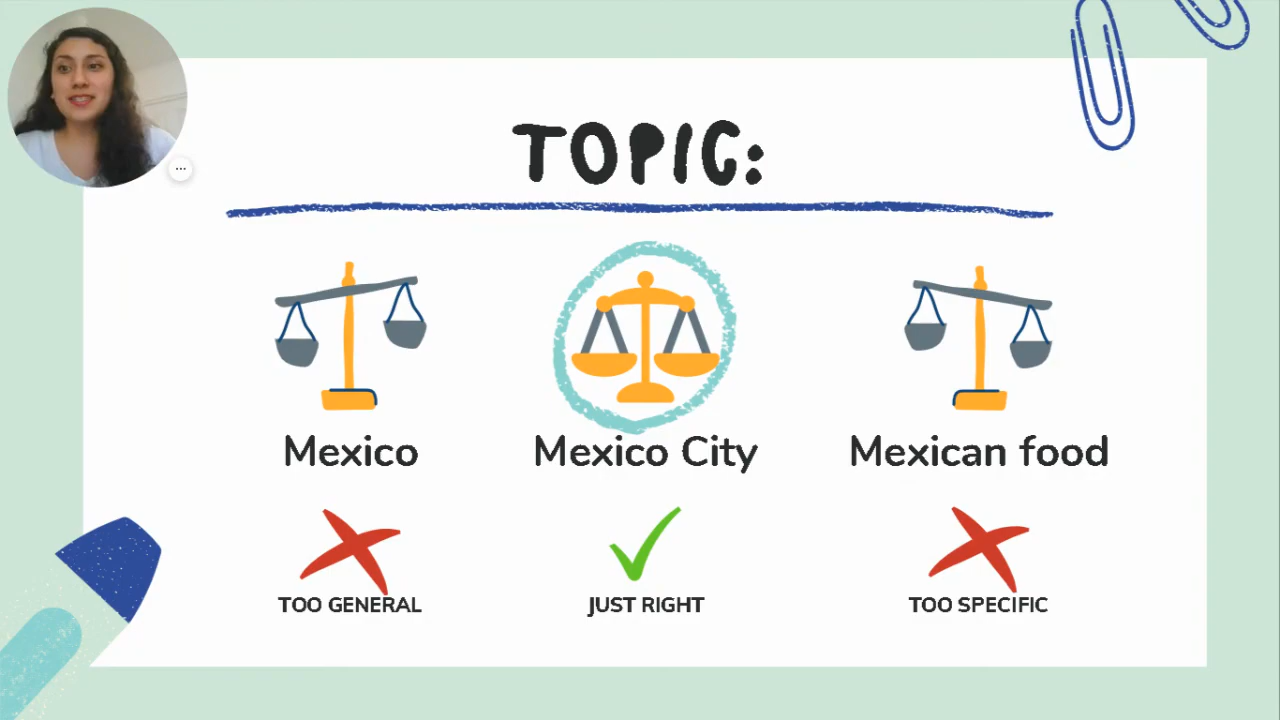 TOPIC:
Mexico
Mexico City
Mexican food
TOO GENERAL
JUST RIGHT
TOO SPECIFIC